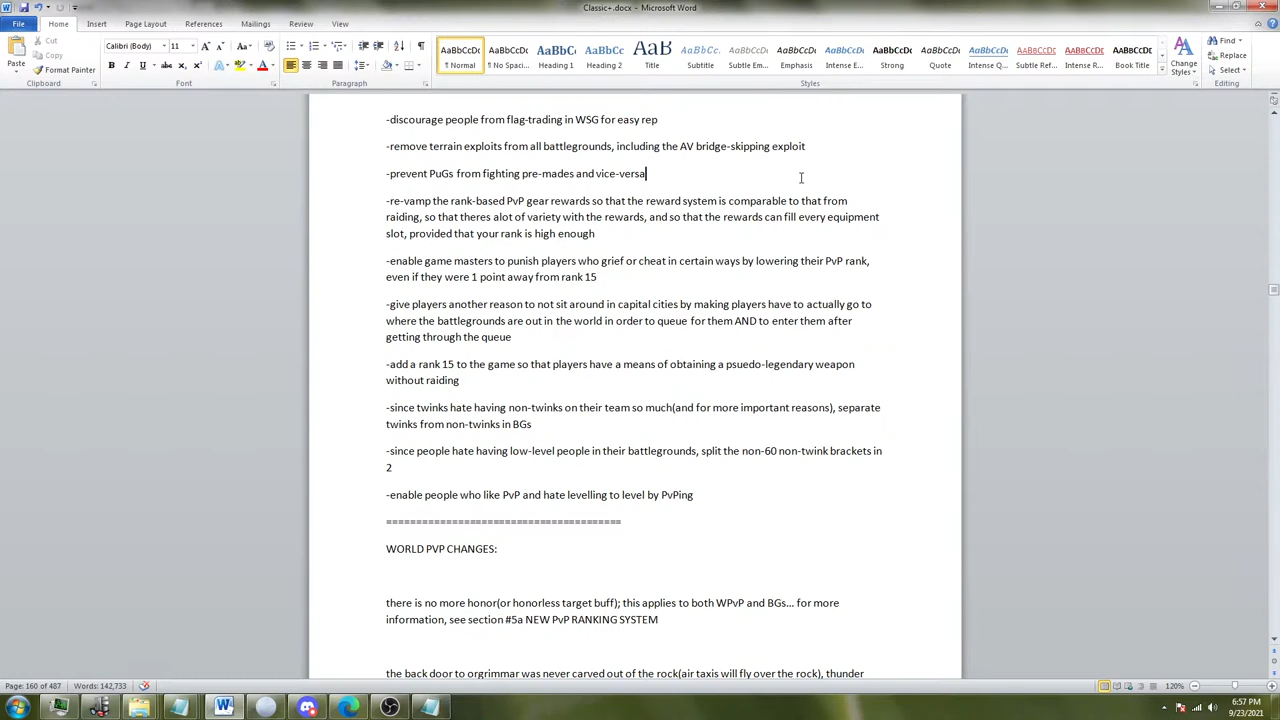 Classic+.docx - Microsoft Word
File Home Insert Page Layout References Mailings Review View
Cut
Copy
Format Painter
Paste
Clipboard
Calibri (Body) 11
Font
Paragraph
AaBbCcDc AaBbCcDc AaBbC AaBbCc AaB AaBbCcI AaBbCcDc AaBbCcDc AaBbCcDc AaBbCcDc AaBbCcDc AaBbCcDc AaBbCcDc AaBbCcDc AaBbCcDc
¶ Normal ¶ No Spaci... Heading 1 Heading 2 Title Subtitle Subtle Em... Emphasis Intense E... Strong Quote Intense Q... Subtle Ref... Intense R... Book Title
Change Styles
Styles
Find
Replace
Select
Editing
-discourage people from flag-trading in WSG for easy rep
-remove terrain exploits from all battlegrounds, including the AV bridge-skipping exploit
-prevent PuGs from fighting pre-mades and vice-versa
-re-vamp the rank-based PvP gear rewards so that the reward system is comparable to that from
raiding, so that theres alot of variety with the rewards, and so that the rewards can fill every equipment
slot, provided that your rank is high enough
-enable game masters to punish players who grief or cheat in certain ways by lowering their PvP rank,
even if they were 1 point away from rank 15
-give players another reason to not sit around in capital cities by making players have to actually go to
where the battlegrounds are out in the world in order to queue for them AND to enter them after
getting through the queue
-add a rank 15 to the game so that players have a means of obtaining a psuedo-legendary weapon
without raiding
-since twinks hate having non-twinks on their team so much(and for more important reasons), separate
twinks from non-twinks in BGs
-since people hate having low-level people in their battlegrounds, split the non-60 non-twink brackets in
2
-enable people who like PvP and hate levelling to level by PvPing
=======================================
WORLD PVP CHANGES:
there is no more honor(or honorless target buff); this applies to both WPvP and BGs... for more
information, see section #5a NEW PvP RANKING SYSTEM
the back door to orgrimmar was never carved out of the rock(air taxis will fly over the rock), thunder
Page: 160 of 487 Words: 142,733
120%
6:57 PM
9/23/2021